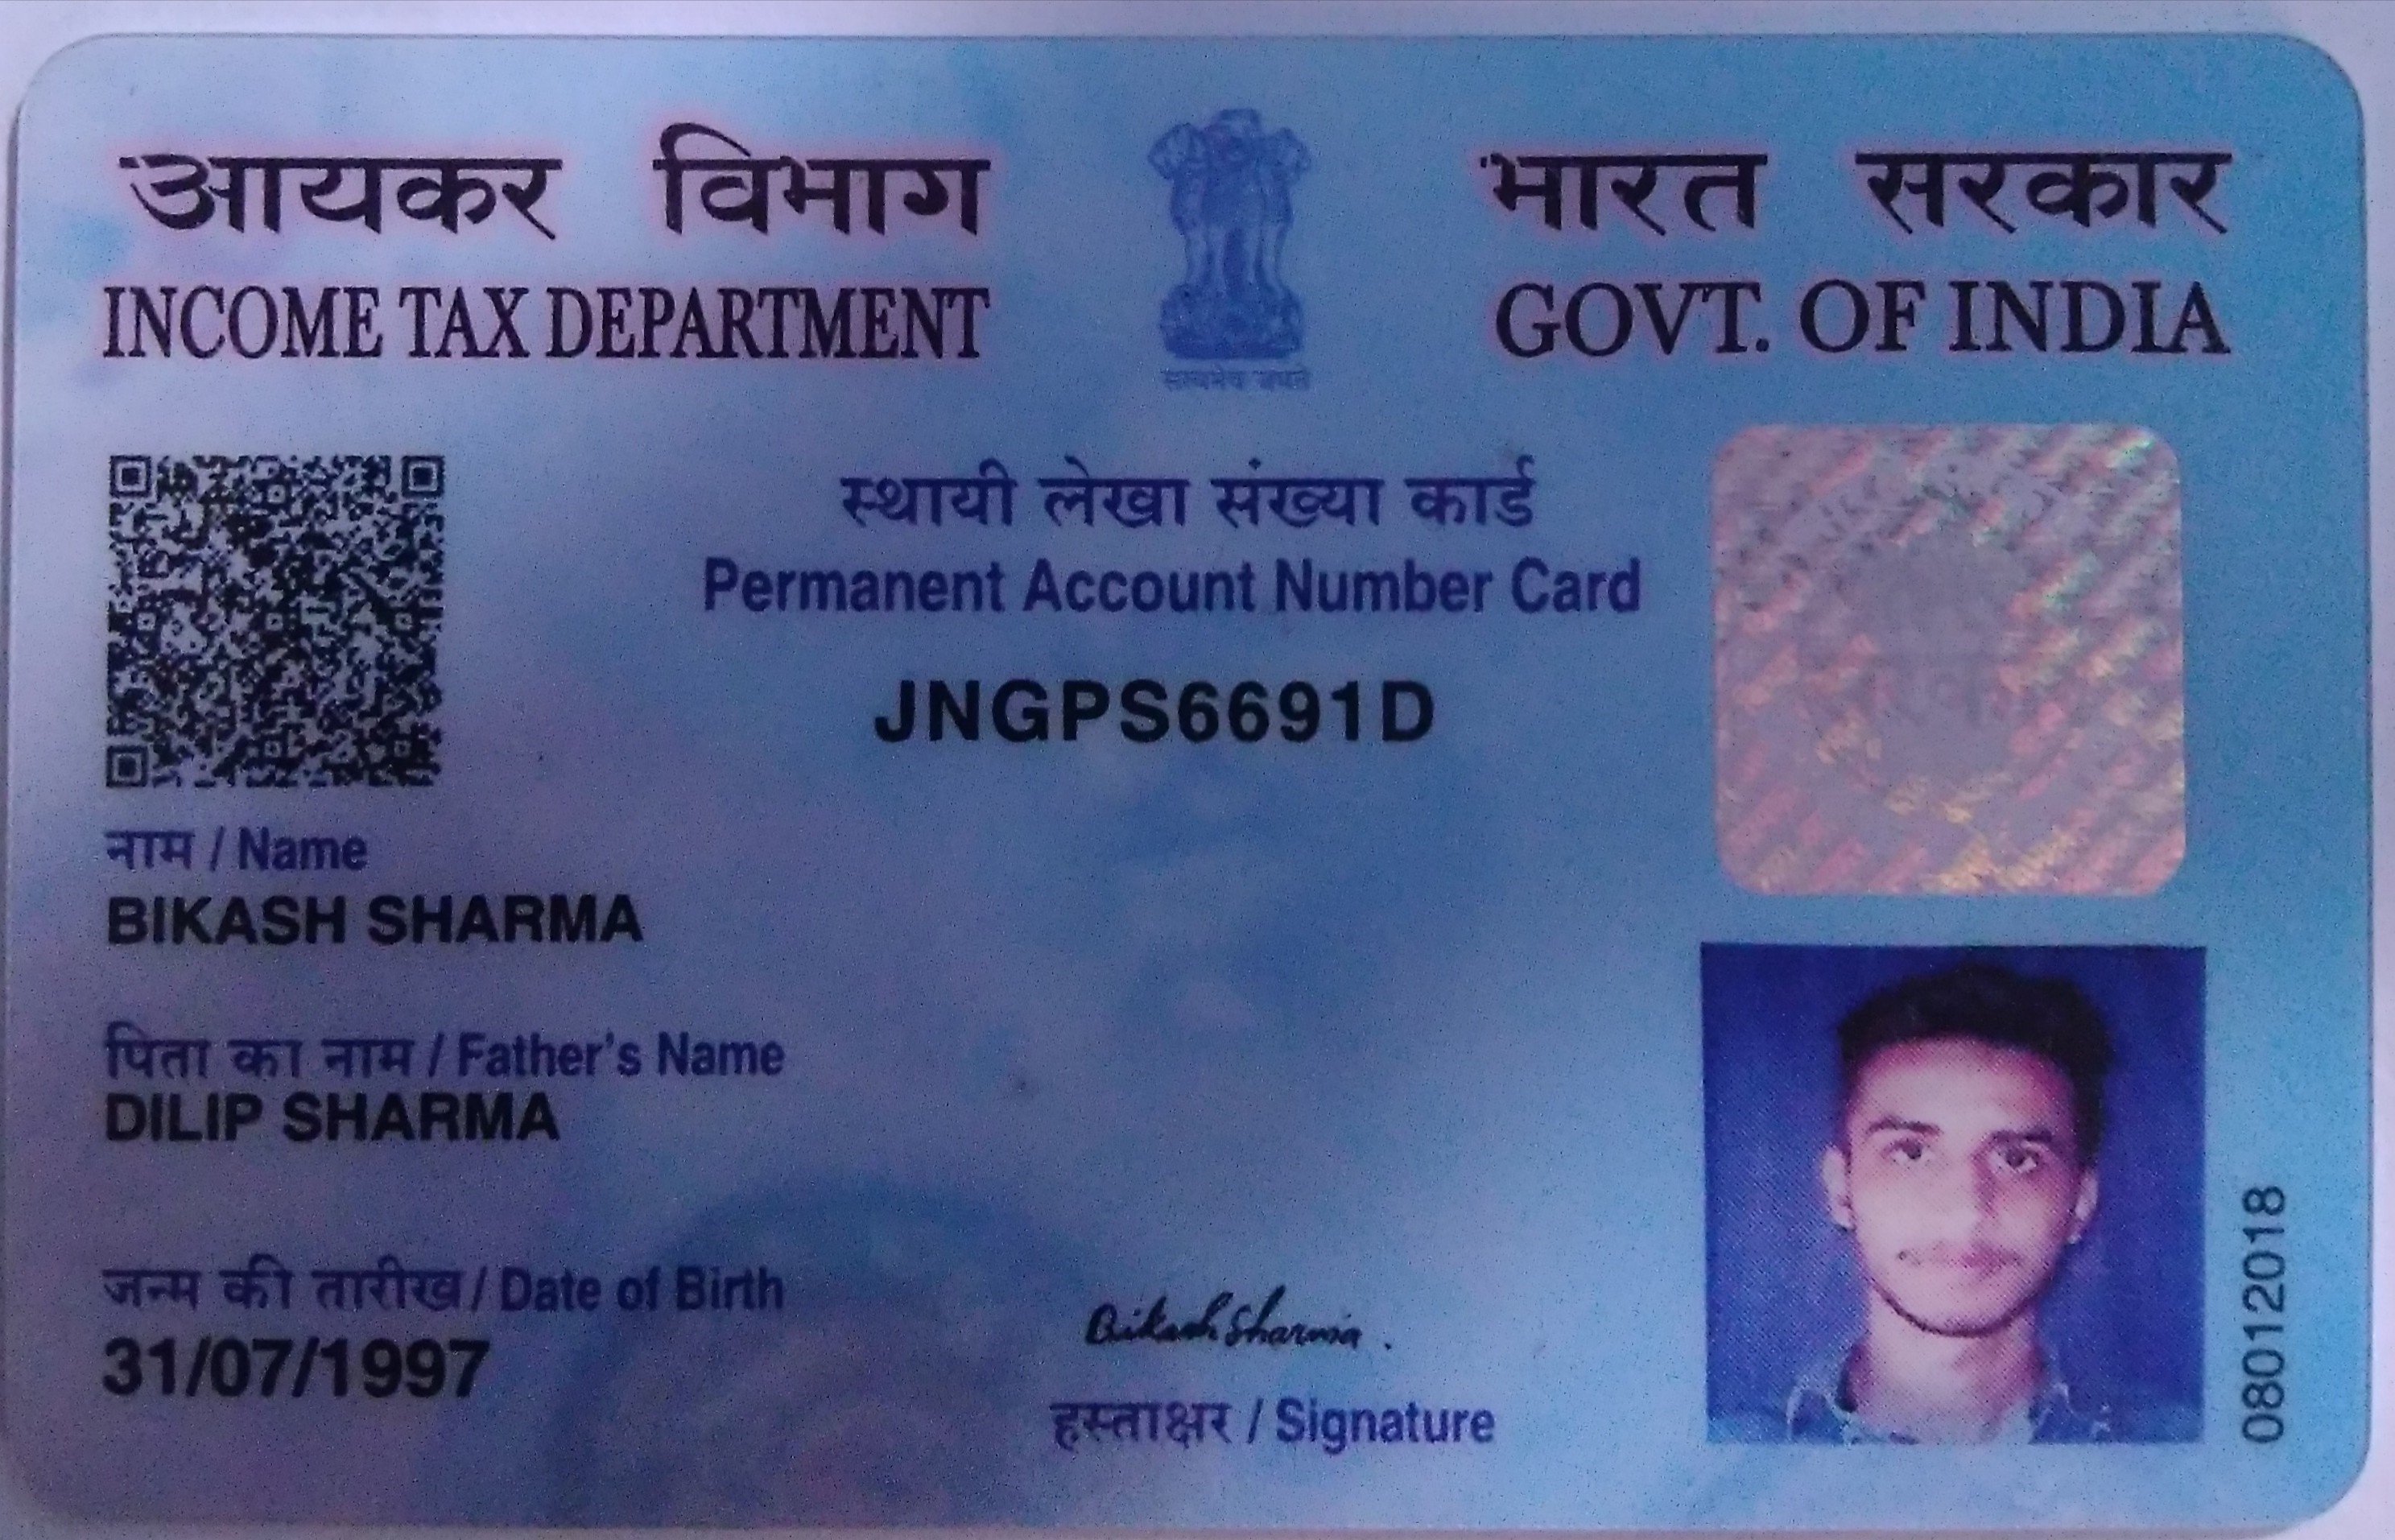 आयकर विभाग
INCOME TAX DEPARTMENT
सत्यमेव जयते
भारत सरकार
GOVT. OF INDIA
स्थायी लेखा संख्या कार्ड
Permanent Account Number Card
JNGPS6691D
नाम / Name
BIKASH SHARMA
पिता का नाम / Father's Name
DILIP SHARMA
जन्म की तारीख / Date of Birth
31/07/1997
Bikash Sharma.
हस्ताक्षर / Signature
08012018